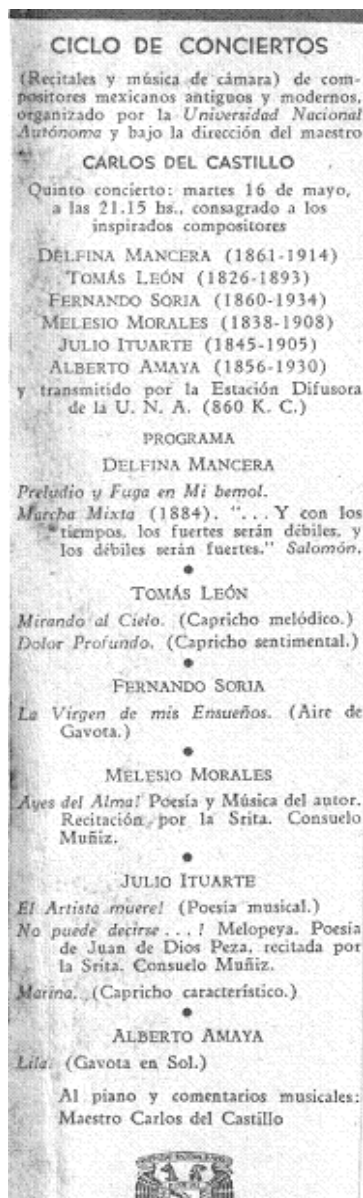 CICLO DE CONCIERTOS
(Recitales y música de cámara) de com-
positores mexicanos antiguos y modernos,
organizado por la Universidad Nacional
Autónoma y bajo la dirección del maestro
CARLOS DEL CASTILLO
Quinto concierto: martes 16 de mayo,
a las 21.15 hs., consagrado a los
inspirados compositores
DELFINA MANCERA (1861-1914)
TOMÁS LEÓN (1826-1893)
FERNANDO SORIA (1860-1934)
MELESIO MORALES (1838-1908)
JULIO ITUARTE (1845-1905)
ALBERTO AMAYA (1856-1930)
y transmitido por la Estación Difusora
de la U. N. A. (860 K. C.)
PROGRAMA
DELFINA MANCERA
Preludio y Fuga en Mi bemol.
Marcha Mixta (1884). "... Y con los
tiempos, los fuertes serán débiles, y
los débiles serán fuertes." Salomón.
TOMÁS LEÓN
Mirando al Cielo. (Capricho melódico.)
Dolor Profundo. (Capricho sentimental.)
FERNANDO SORIA
La Virgen de mis Ensueños. (Aire de
Gavota.)
MELESIO MORALES
Ayes del Alma! Poesía y Música del autor.
Recitación por la Srita. Consuelo
Muñiz.
JULIO ITUARTE
El Artista muere! (Poesía musical.)
No puede decirse...! Melopeya. Poesía
de Juan de Dios Peza, recitada por
la Srita. Consuelo Muñiz.
Marina. (Capricho característico.)
ALBERTO AMAYA
Lila. (Gavota en Sol.)
Al piano y comentarios musicales:
Maestro Carlos del Castillo